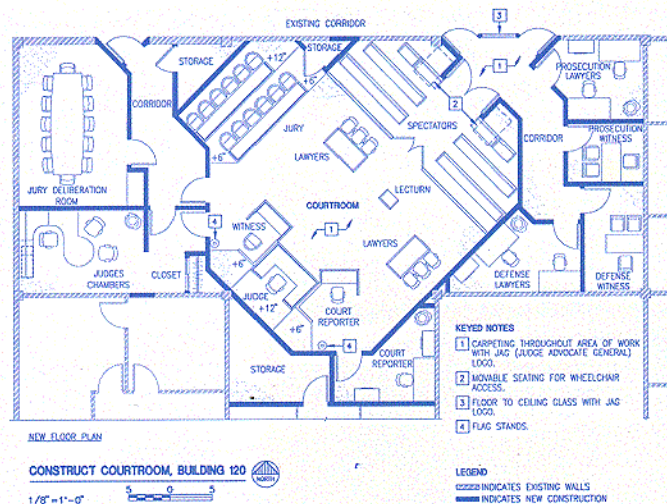 EXISTING CORRIDOR
3
STORAGE
STORAGE
+12"
+6"
1
PROSECUTION
LAWYERS
CORRIDOR
JURY
2
SPECTATORS
PROSECUTION
WITNESS
LAWYERS
CORRIDOR
+6"
JURY DELIBERATION
ROOM
LECTURN
COURTROOM
4
WITNESS
1
LAWYERS
JUDGES
CHAMBERS
CLOSET
+6"
JUDGE
+12"
+6"
COURT
REPORTER
DEFENSE
LAWYERS
DEFENSE
WITNESS
4
COURT
REPORTER
STORAGE
KEYED NOTES
1 CARPETING THROUGHOUT AREA OF WORK
WITH JAG (JUDGE ADVOCATE GENERAL)
LOGO.
2 MOVABLE SEATING FOR WHEELCHAIR
ACCESS.
3 FLOOR TO CEILING GLASS WITH JAG
LOGO.
4 FLAG STANDS.
NEW FLOOR PLAN
CONSTRUCT COURTROOM, BUILDING 120
NORTH
1/8"=1'-0"
5 0 5
LEGEND
INDICATES EXISTING WALLS
INDICATES NEW CONSTRUCTION